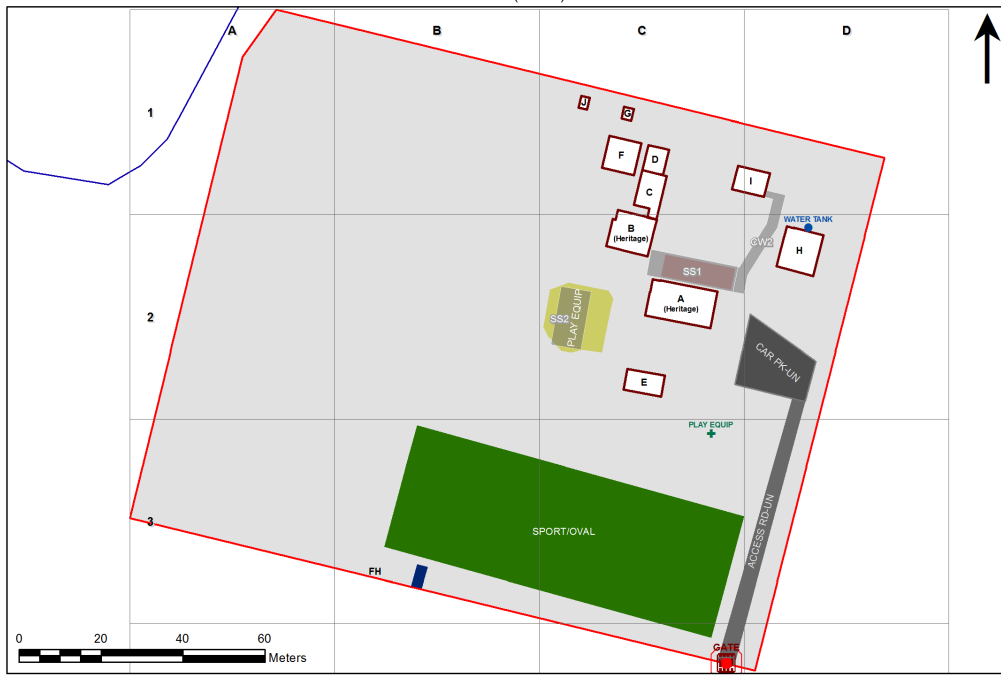 A
B
C
D
1
J
G
F
D
C
I
WATER TANK
B
(Heritage)
CW2
H
SS1
A
(Heritage)
2
SS2
PLAY EQUIP
CAR PK-UN
E
PLAY EQUIP
3
SPORT/OVAL
ACCESS RD-UN
FH
GATE
0 20 40 60
Meters